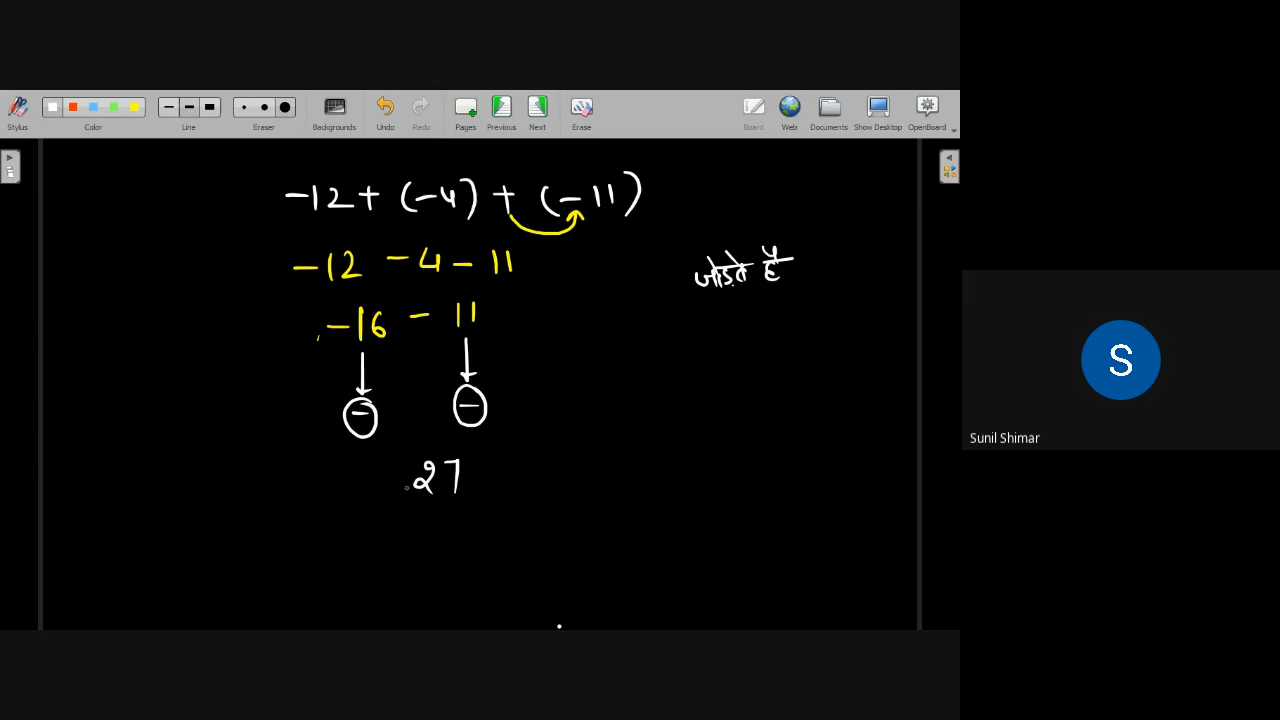 Stylus Color Line Eraser Backgrounds Undo Redo Pages Previous Next Erase Board Web Documents Show Desktop OpenBoard
-12 + (-4) + (-11)
-12 -4 - 11
जोड़ते हैं
-16 - 11
- -
27
S
Sunil Shimar